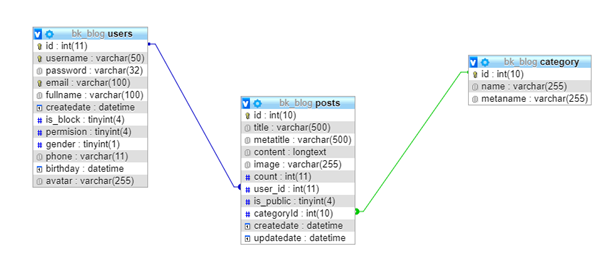 bk_blog users
id : int(11)
username : varchar(50)
password : varchar(32)
email : varchar(100)
fullname : varchar(100)
createdate : datetime
is_block : tinyint(4)
permision : tinyint(4)
gender : tinyint(1)
phone : varchar(11)
birthday : datetime
avatar : varchar(255)
bk_blog posts
id : int(10)
title : varchar(500)
metatitle : varchar(500)
content : longtext
image : varchar(255)
count : int(11)
user_id : int(11)
is_public : tinyint(4)
categoryId : int(10)
createdate : datetime
updatedate : datetime
bk_blog category
id : int(10)
name : varchar(255)
metaname : varchar(255)